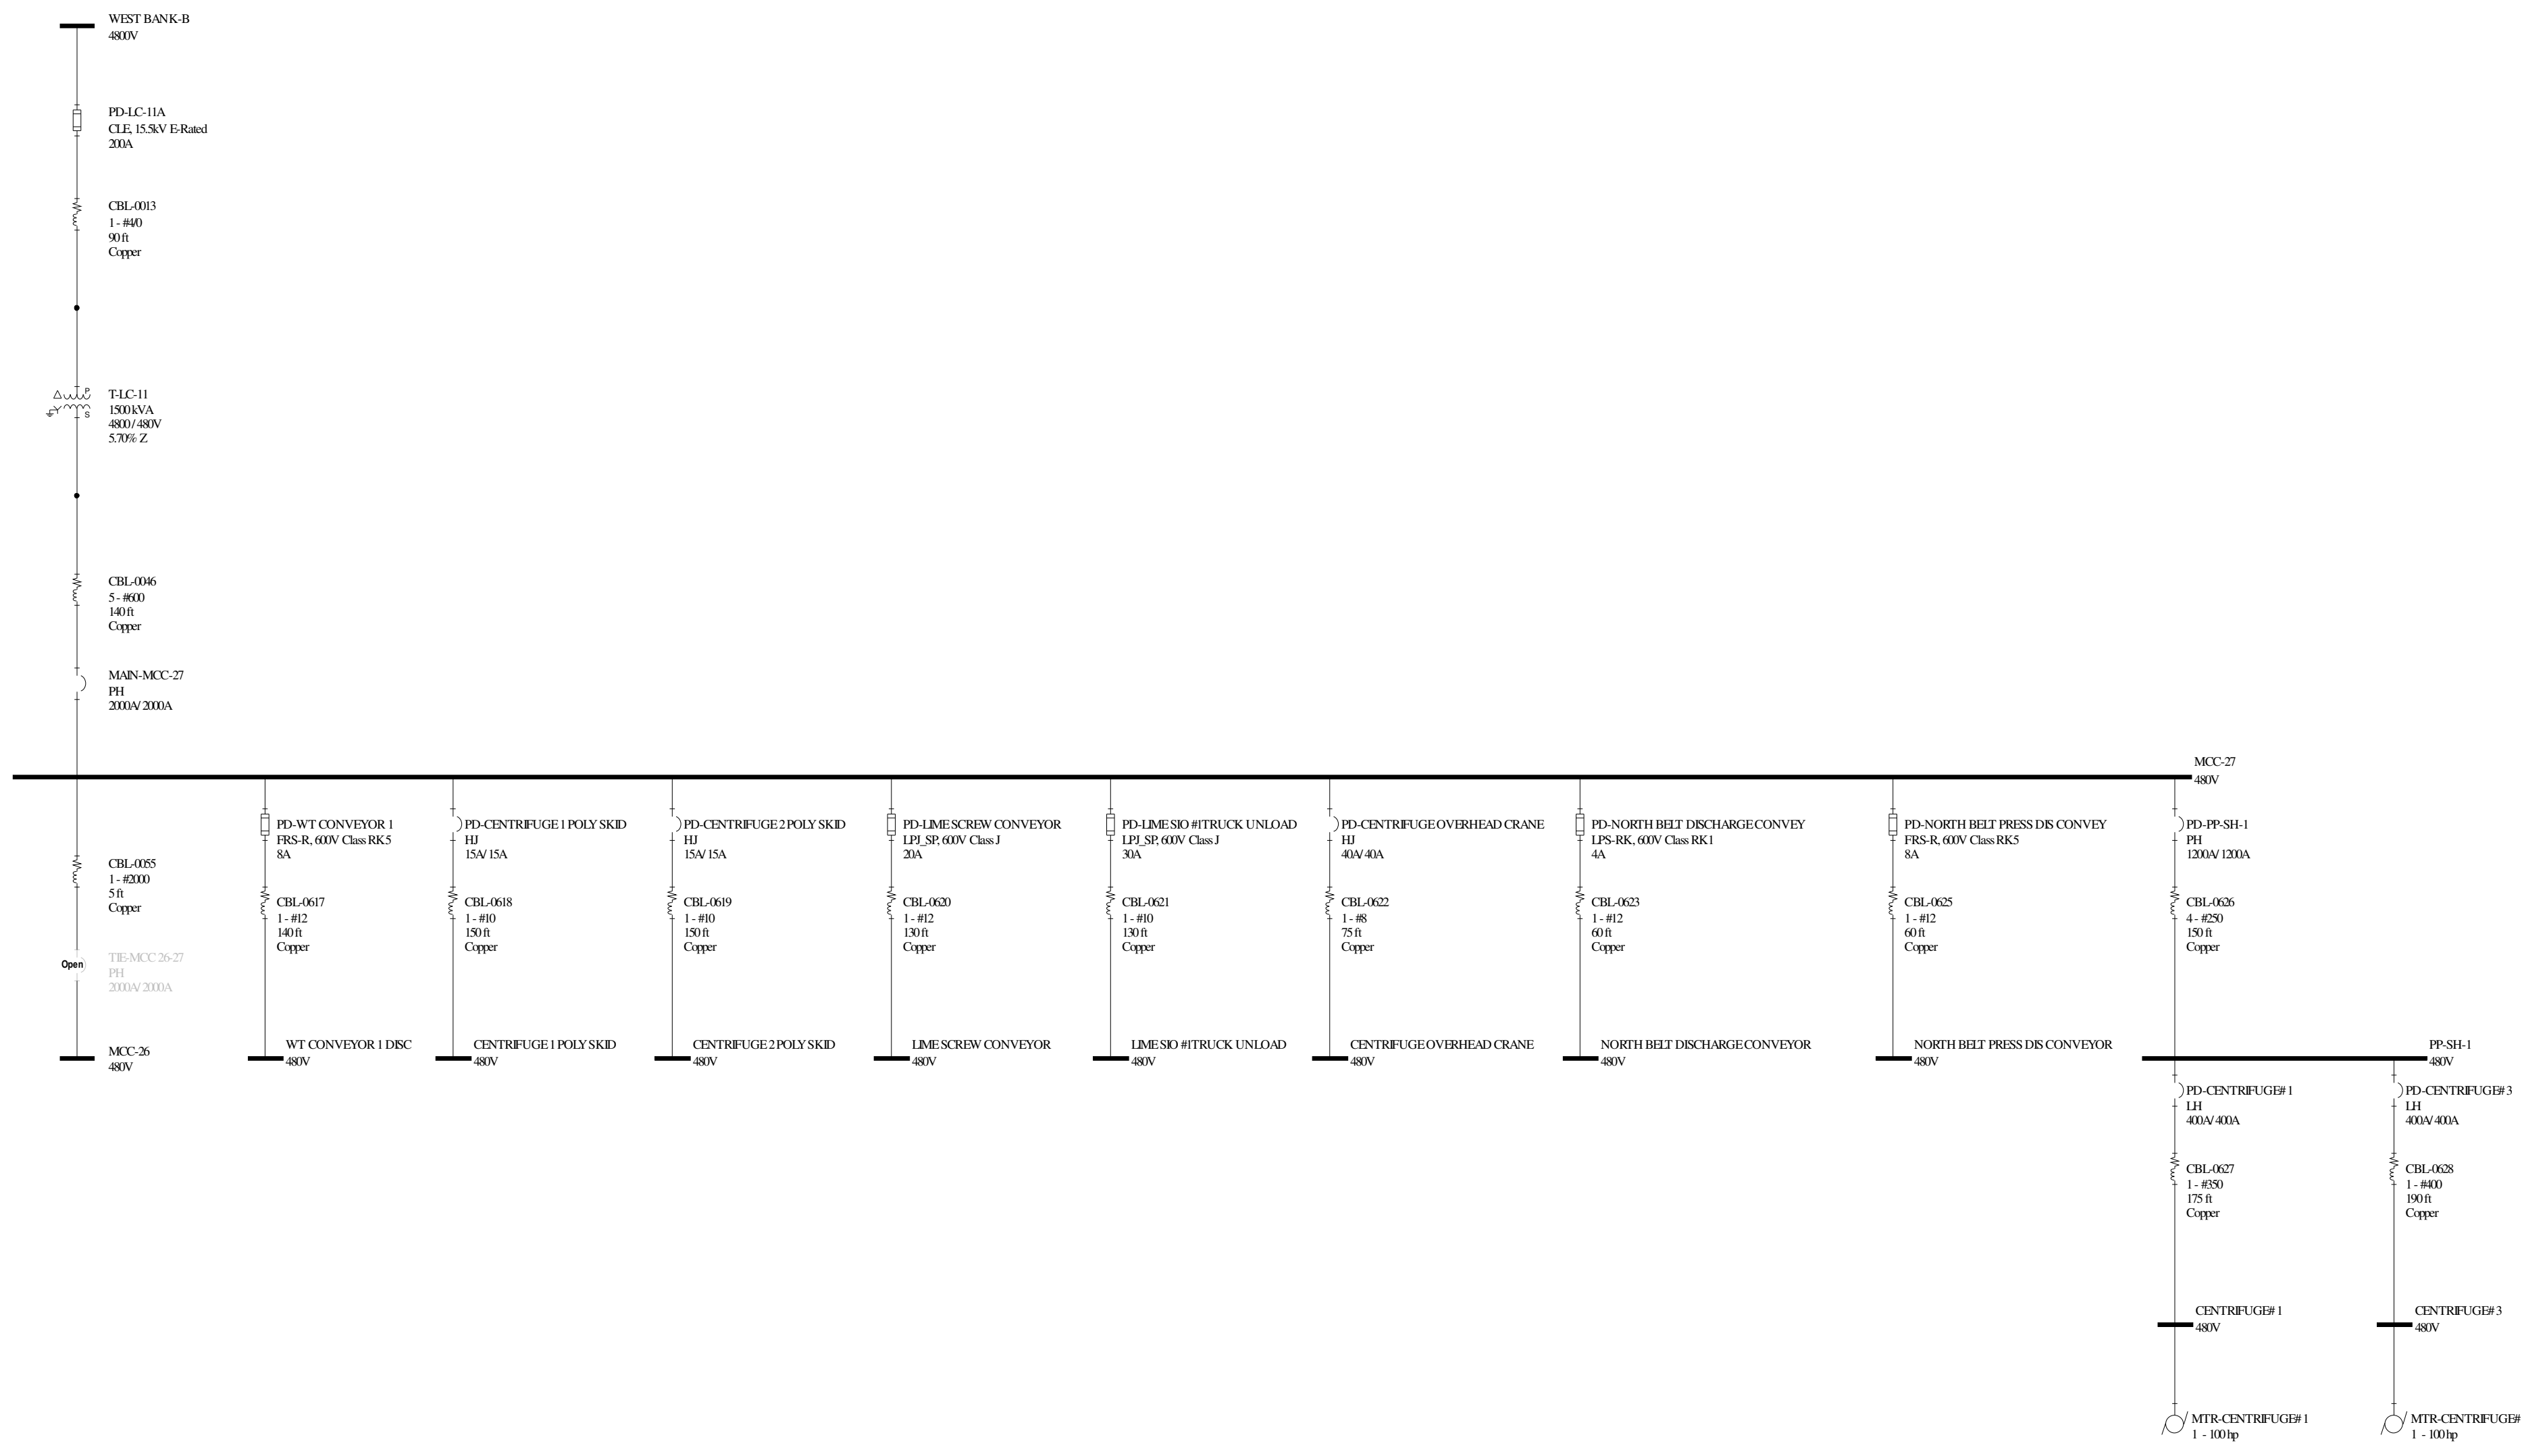 WEST BANK-B
4800V
PD-LC-11A
CLE, 15.5kV E-Rated
200A
CBL-0013
1 - #4/0
90 ft
Copper
P
S
T-LC-11
1500 kVA
4800 / 480V
5.70% Z
CBL-0046
5 - #600
140 ft
Copper
MAIN-MCC-27
PH
2000A/ 2000A
MCC-27
480V
CBL-0055
1 - #2000
5 ft
Copper
Open
TIE-MCC 26-27
PH
2000A/ 2000A
MCC-26
480V
PD-WT CONVEYOR 1
FRS-R, 600V Class RK5
8A
CBL-0617
1 - #12
140 ft
Copper
WT CONVEYOR 1 DISC
480V
PD-CENTRIFUGE 1 POLY SKID
HJ
15A/ 15A
CBL-0618
1 - #10
150 ft
Copper
CENTRIFUGE 1 POLY SKID
480V
PD-CENTRIFUGE 2 POLY SKID
HJ
15A/ 15A
CBL-0619
1 - #10
150 ft
Copper
CENTRIFUGE 2 POLY SKID
480V
PD-LIME SCREW CONVEYOR
LPJ_SP, 600V Class J
20A
CBL-0620
1 - #12
130 ft
Copper
LIME SCREW CONVEYOR
480V
PD-LIME SIO #1 TRUCK UNLOAD
LPJ_SP, 600V Class J
30A
CBL-0621
1 - #10
130 ft
Copper
LIME SIO #1 TRUCK UNLOAD
480V
PD-CENTRIFUGE OVERHEAD CRANE
HJ
40A/ 40A
CBL-0622
1 - #8
75 ft
Copper
CENTRIFUGE OVERHEAD CRANE
480V
PD-NORTH BELT DISCHARGE CONVEY
LPS-RK, 600V Class RK1
4A
CBL-0623
1 - #12
60 ft
Copper
NORTH BELT DISCHARGE CONVEYOR
480V
PD-NORTH BELT PRESS DIS CONVEY
FRS-R, 600V Class RK5
8A
CBL-0625
1 - #12
60 ft
Copper
NORTH BELT PRESS DIS CONVEYOR
480V
PD-PP-SH-1
PH
1200A/ 1200A
CBL-0626
4 - #250
150 ft
Copper
PP-SH-1
480V
PD-CENTRIFUGE# 1
LH
400A/ 400A
CBL-0627
1 - #350
175 ft
Copper
CENTRIFUGE# 1
480V
MTR-CENTRIFUGE# 1
1 - 100 hp
PD-CENTRIFUGE# 3
LH
400A/ 400A
CBL-0628
1 - #400
190 ft
Copper
CENTRIFUGE# 3
480V
MTR-CENTRIFUGE#
1 - 100 hp